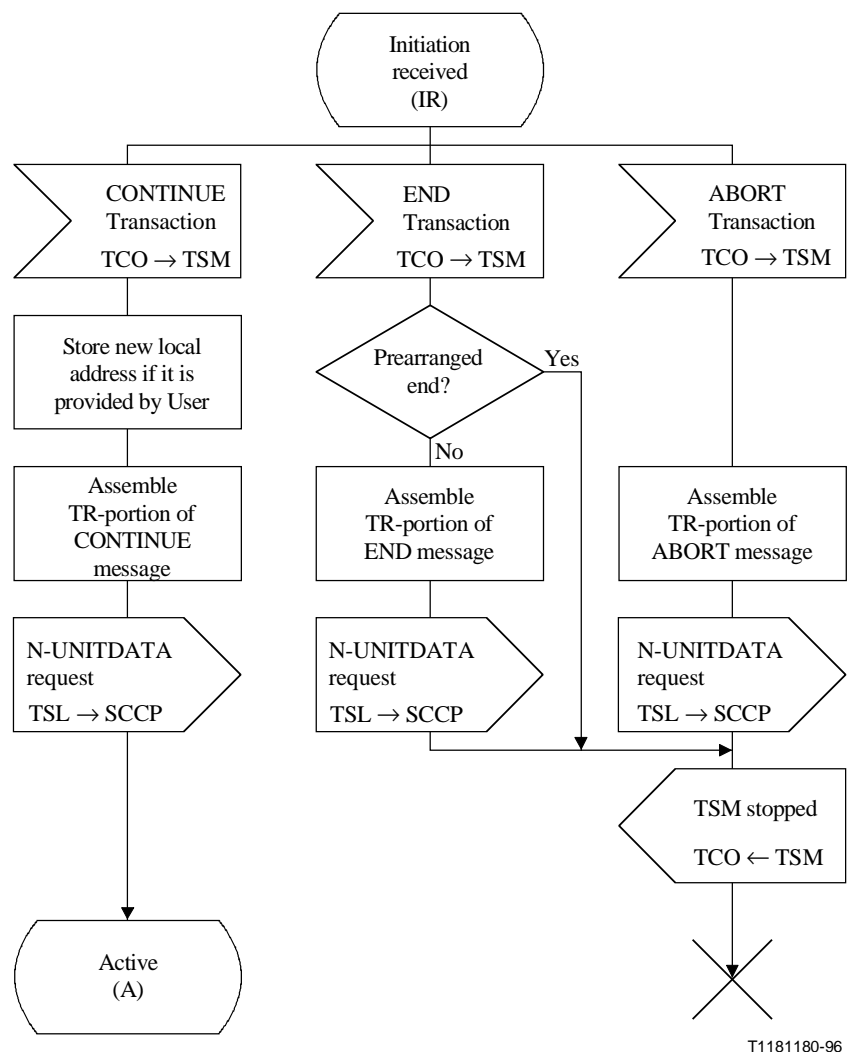 Initiation
received
(IR)
CONTINUE
Transaction
TCO → TSM
END
Transaction
TCO → TSM
ABORT
Transaction
TCO → TSM
Store new local
address if it is
provided by User
Prearranged
end?
Yes
No
Assemble
TR-portion of
CONTINUE
message
Assemble
TR-portion of
END message
Assemble
TR-portion of
ABORT message
N-UNITDATA
request
TSL → SCCP
N-UNITDATA
request
TSL → SCCP
N-UNITDATA
request
TSL → SCCP
TSM stopped
TCO ← TSM
Active
(A)
T1181180-96